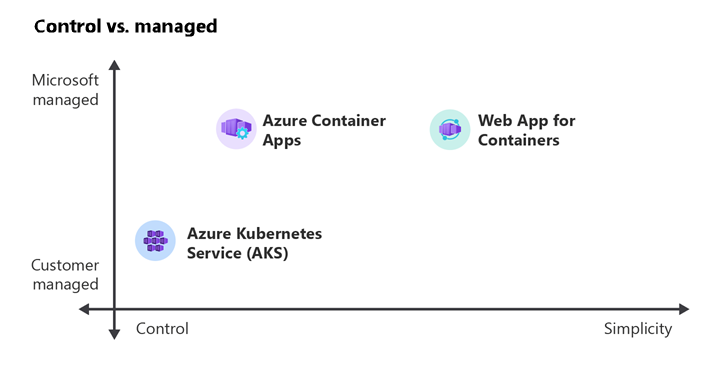 Control vs. managed
Microsoft
managed
Azure Container
Apps
Web App for
Containers
Azure Kubernetes
Service (AKS)
Customer
managed
Control
Simplicity